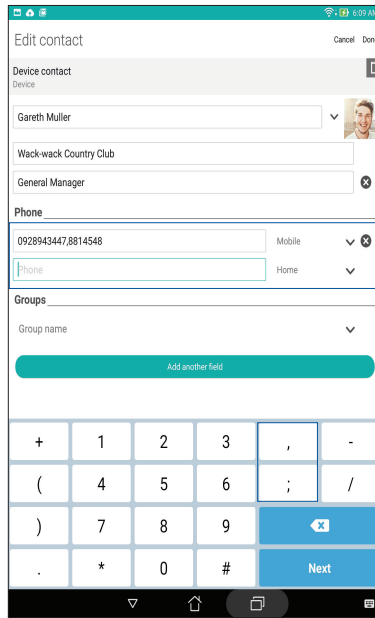 6:09 AM
Edit contact
Cancel Don
Device contact
Device
Gareth Muller
Wack-wack Country Club
General Manager
Phone
0928943447,8814548 Mobile
Phone Home
Groups
Group name
Add another field
+ 1 2 3 , -
( 4 5 6 ; /
) 7 8 9
. * 0 # Next